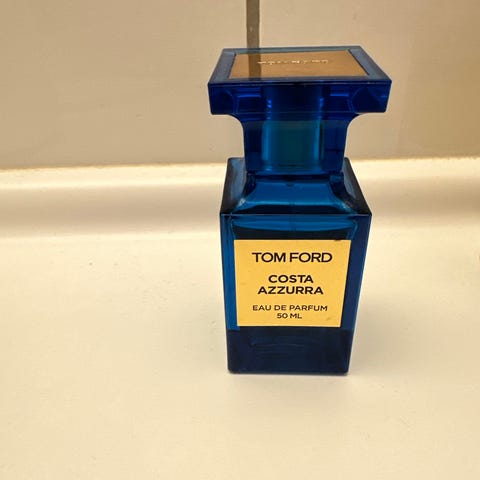 TOM FORD
COSTA
AZZURRA
EAU DE PARFUM
50 ML